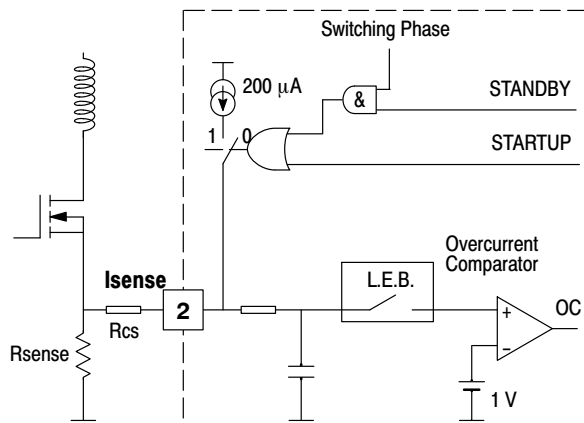 Switching Phase
200 μA
&
STANDBY
1 0
STARTUP
Overcurrent
Comparator
Isense
2
L.E.B.
+
OC
Rcs
Rsense
−
1 V